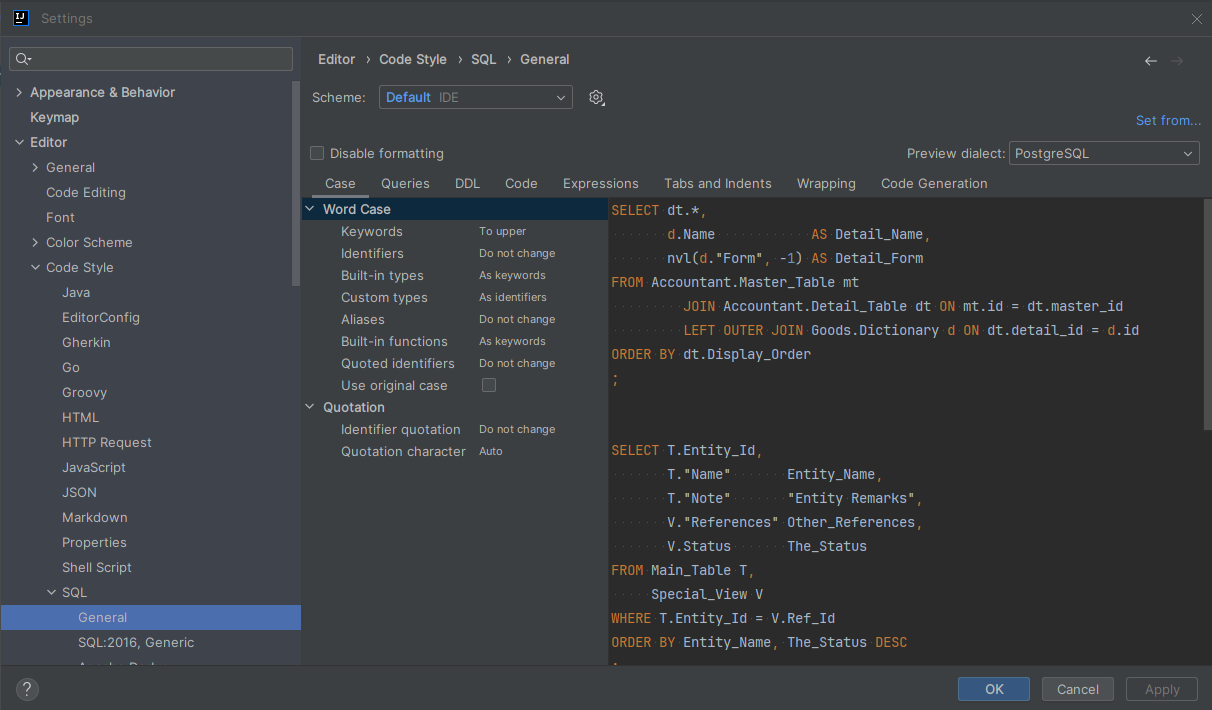 IJ Settings
Editor › Code Style › SQL › General
Scheme: Default IDE
Set from...
Disable formatting
Preview dialect: PostgreSQL
Appearance & Behavior
Keymap
Editor
General
Code Editing
Font
Color Scheme
Code Style
Java
EditorConfig
Gherkin
Go
Groovy
HTML
HTTP Request
JavaScript
JSON
Markdown
Properties
Shell Script
SQL
General
SQL:2016, Generic
Case Queries DDL Code Expressions Tabs and Indents Wrapping Code Generation
Word Case
Keywords To upper
Identifiers Do not change
Built-in types As keywords
Custom types As identifiers
Aliases Do not change
Built-in functions As keywords
Quoted identifiers Do not change
Use original case
Quotation
Identifier quotation Do not change
Quotation character Auto
SELECT dt.*,
d.Name AS Detail_Name,
nvl(d."Form", -1) AS Detail_Form
FROM Accountant.Master_Table mt
JOIN Accountant.Detail_Table dt ON mt.id = dt.master_id
LEFT OUTER JOIN Goods.Dictionary d ON dt.detail_id = d.id
ORDER BY dt.Display_Order
;
SELECT T.Entity_Id,
T."Name" Entity_Name,
T."Note" "Entity Remarks",
V."References" Other_References,
V.Status The_Status
FROM Main_Table T,
Special_View V
WHERE T.Entity_Id = V.Ref_Id
ORDER BY Entity_Name, The_Status DESC
?
OK
Cancel
Apply